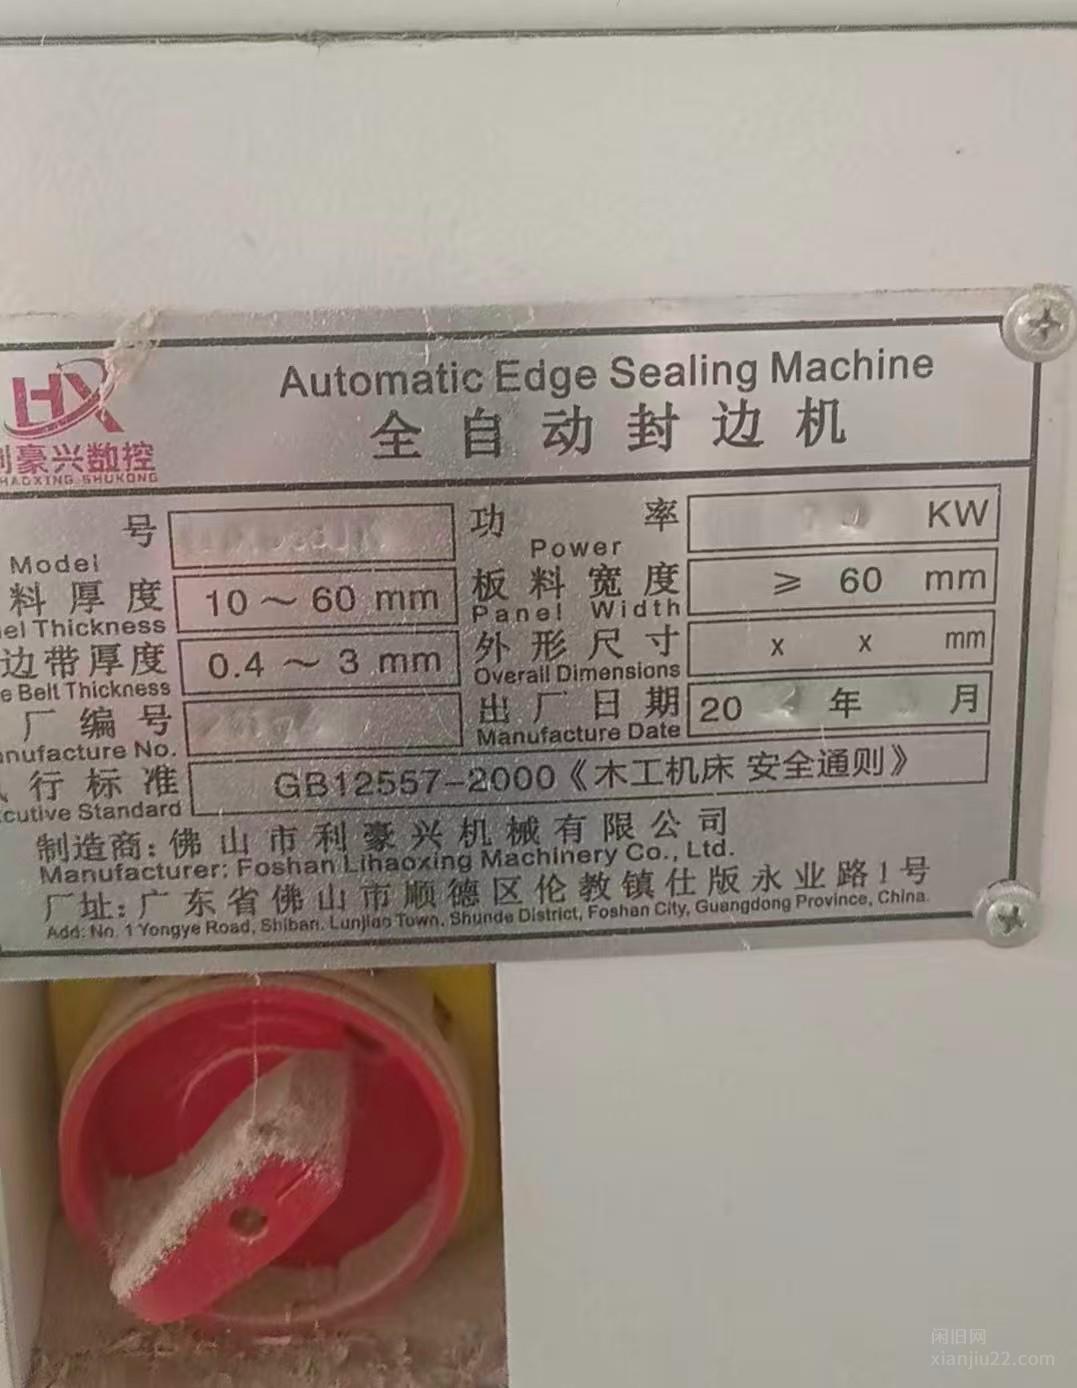 HX
Automatic Edge Sealing Machine
全自动封边机
豪兴数控
HAOXING SHUKONG
号
Model
功率
Power
KW
料厚度
el Thickness
10～60 mm
板料宽度
Panel Width
≥ 60 mm
边带厚度
e Belt Thickness
0.4～3 mm
外形尺寸
Overall Dimensions
x x mm
厂编号
nufacture No.
出厂日期
Manufacture Date
20 年 月
行标准
cutive Standard
GB12557-2000《木工机床 安全通则》
制造商:佛山市利豪兴机械有限公司
Manufacturer: Foshan Lihaoxing Machinery Co., Ltd.
厂址:广东省佛山市顺德区伦教镇仕版永业路1号
Add: No. 1 Yongye Road, Shiban, Lunjiao Town, Shunde District, Foshan City, Guangdong Province, China.
闲旧网
xianjiu22.com